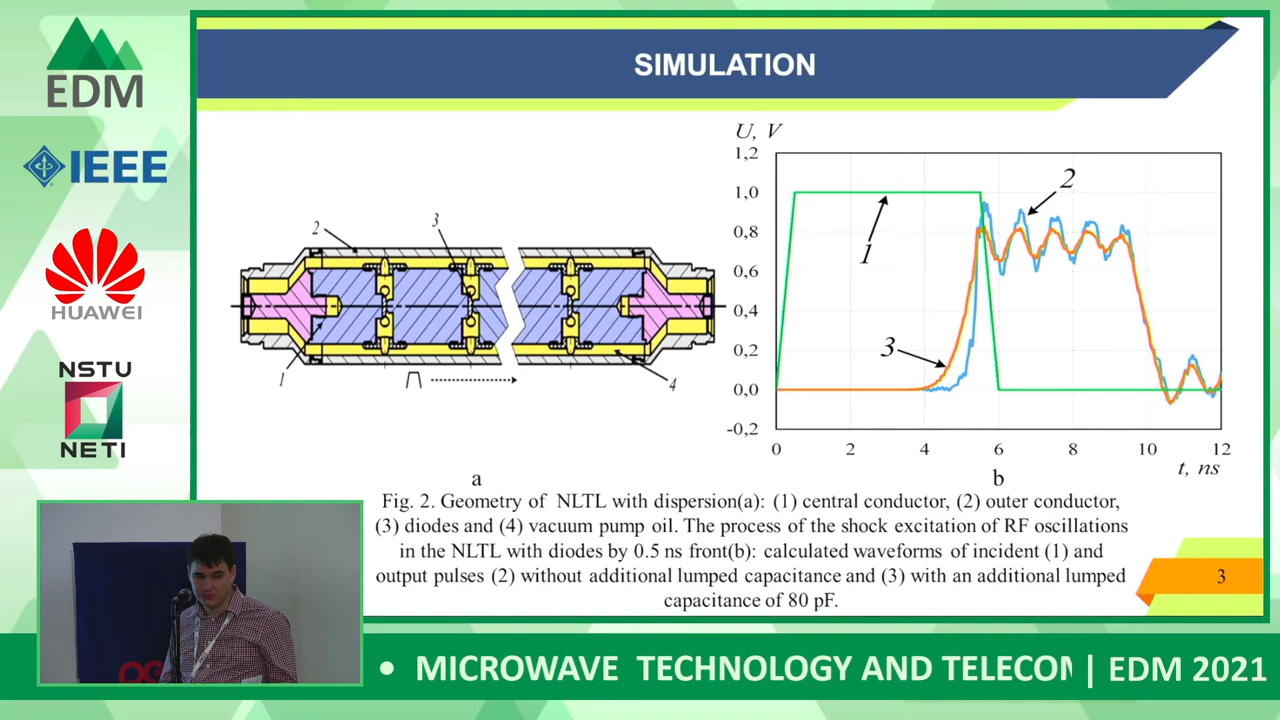 EDM
IEEE
HUAWEI
NSTU
NETI
SIMULATION
2
3
1
4
a
U, V
1,2
1,0
0,8
0,6
0,4
0,2
0,0
-0,2
0
2
4
6
8
10
12
t, ns
1
2
3
b
Fig. 2. Geometry of NLTL with dispersion(a): (1) central conductor, (2) outer conductor,
(3) diodes and (4) vacuum pump oil. The process of the shock excitation of RF oscillations
in the NLTL with diodes by 0.5 ns front(b): calculated waveforms of incident (1) and
output pulses (2) without additional lumped capacitance and (3) with an additional lumped
capacitance of 80 pF.
3
• MICROWAVE TECHNOLOGY AND TELECOM | EDM 2021